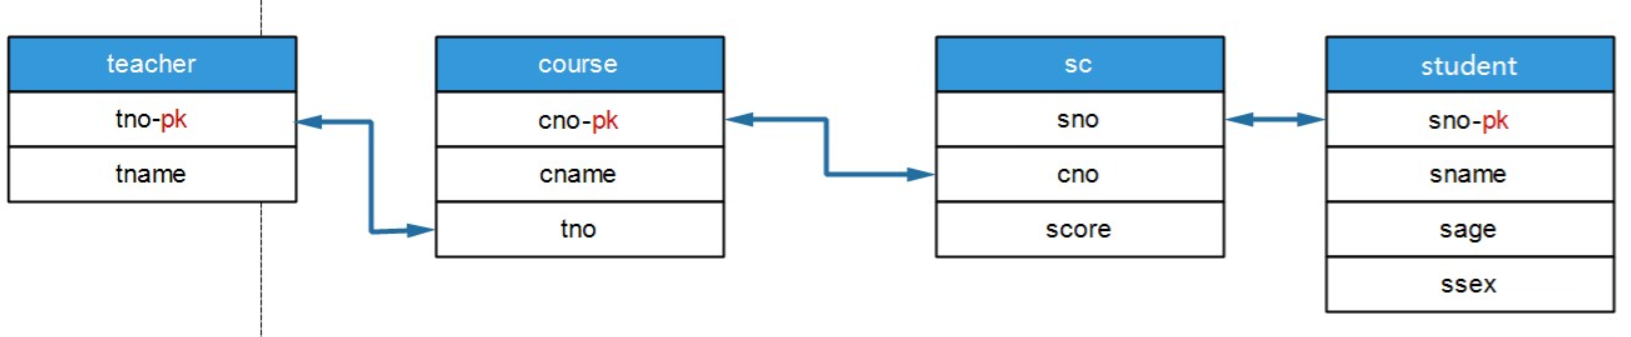 teacher
tno-pk
tname
course
cno-pk
cname
tno
sc
sno
cno
score
student
sno-pk
sname
sage
ssex